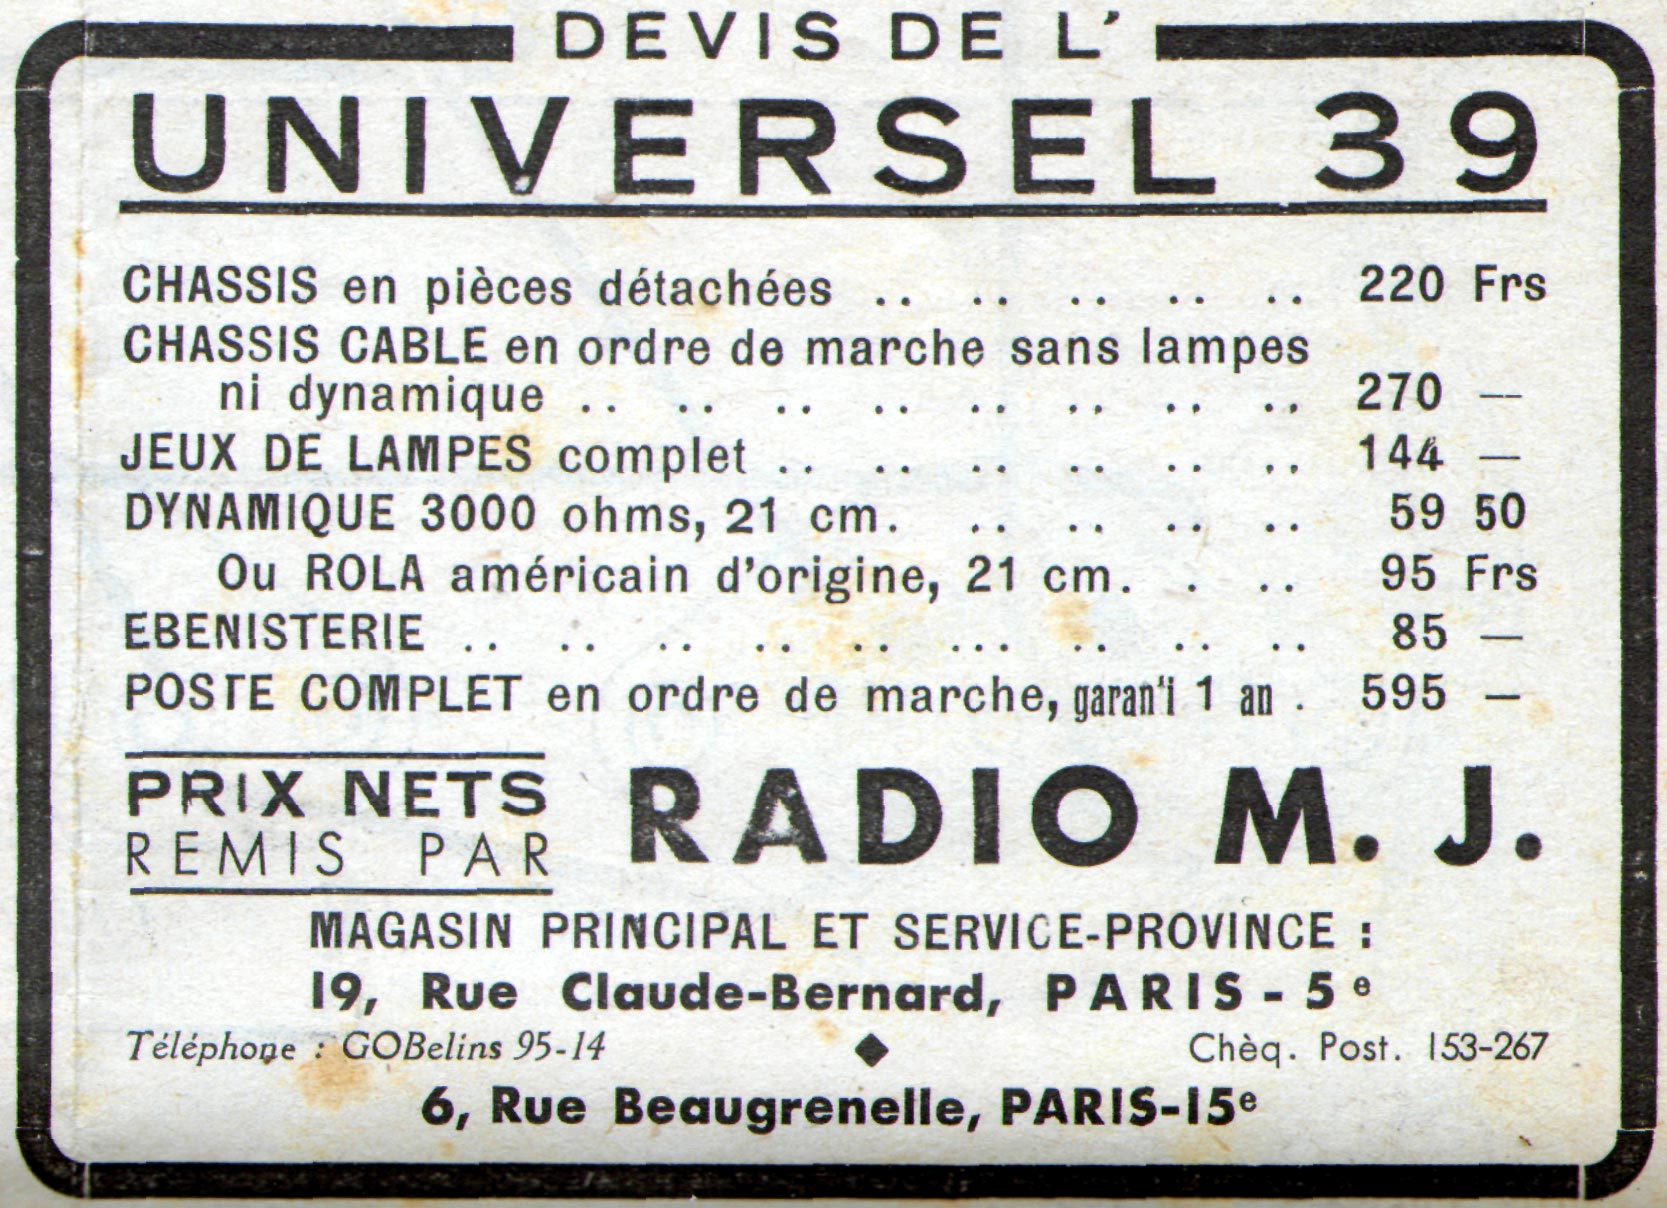 DEVIS DE L'
UNIVERSEL 39
CHASSIS en pièces détachées .. .. .. .. .. 220 Frs
CHASSIS CABLE en ordre de marche sans lampes
ni dynamique .. .. .. .. .. .. .. .. 270 —
JEUX DE LAMPES complet .. .. .. .. .. .. 144 —
DYNAMIQUE 3000 ohms, 21 cm. .. .. .. .. 59 50
Ou ROLA américain d'origine, 21 cm. . .. 95 Frs
EBENISTERIE .. .. .. .. .. ... .. .. .. 85 —
POSTE COMPLET en ordre de marche, garan'i 1 an . 595 —
PRIX NETS
REMIS PAR
RADIO M. J.
MAGASIN PRINCIPAL ET SERVICE-PROVINCE :
19, Rue Claude-Bernard, PARIS - 5e
Téléphone : GOBelins 95-14 ◆ Chèq. Post. 153-267
6, Rue Beaugrenelle, PARIS-15e